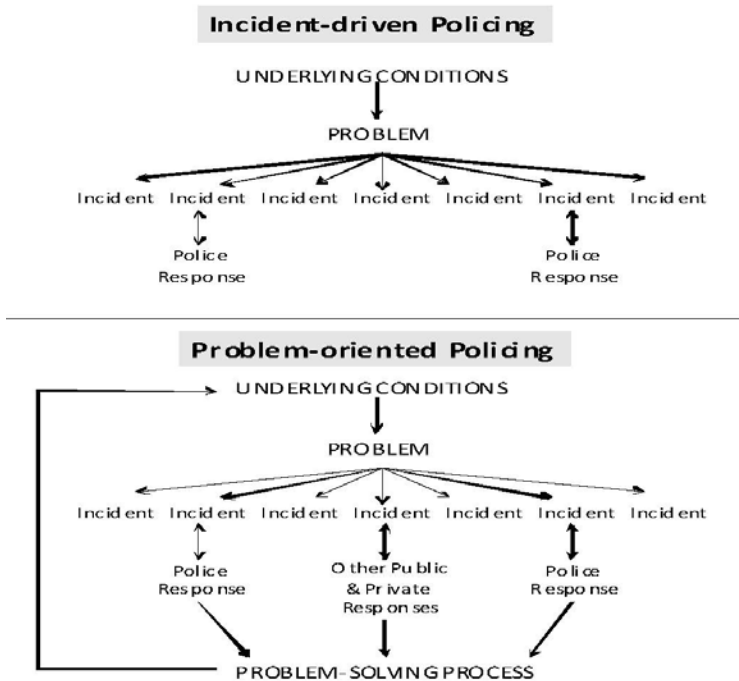 Incident-driven Policing
UNDERLYING CONDITIONS
PROBLEM
Incident Incident Incident Incident Incident Incident Incident
Police Police
Response Response
Problem-oriented Policing
UNDERLYING CONDITIONS
PROBLEM
Incident Incident Incident Incident Incident Incident Incident
Police Other Public Police
Response & Private Response
Responses
PROBLEM-SOLVING PROCESS